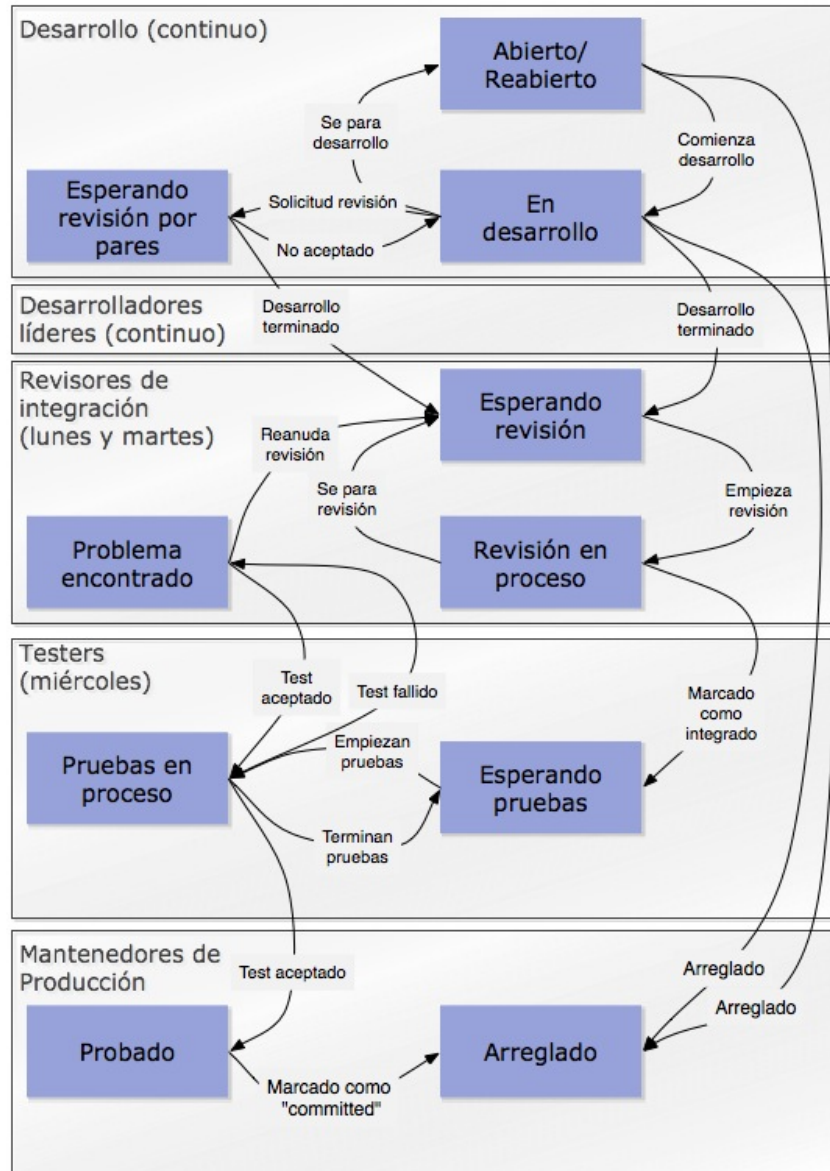 Desarrollo (continuo)
Abierto/
Reabierto
Se para
desarrollo
Comienza
desarrollo
Esperando
revisión por
pares
Solicitud revisión
No aceptado
En
desarrollo
Desarrolladores
líderes (continuo)
Desarrollo
terminado
Desarrollo
terminado
Revisores de
integración
(lunes y martes)
Esperando
revisión
Reanuda
revisión
Se para
revisión
Empieza
revisión
Problema
encontrado
Revisión en
proceso
Testers
(miércoles)
Test
aceptado
Test fallido
Marcado
como
integrado
Pruebas en
proceso
Empiezan
pruebas
Esperando
pruebas
Terminan
pruebas
Mantenedores de
Producción
Test aceptado
Arreglado
Arreglado
Probado
Arreglado
Marcado como
"committed"